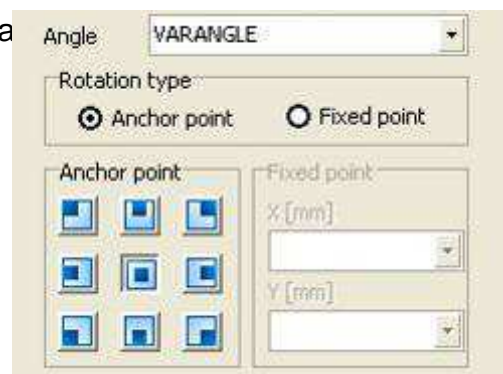 a
Angle VARANGLE
Rotation type
Anchor point Fixed point
Anchor point Fixed point
X [mm]
Y [mm]